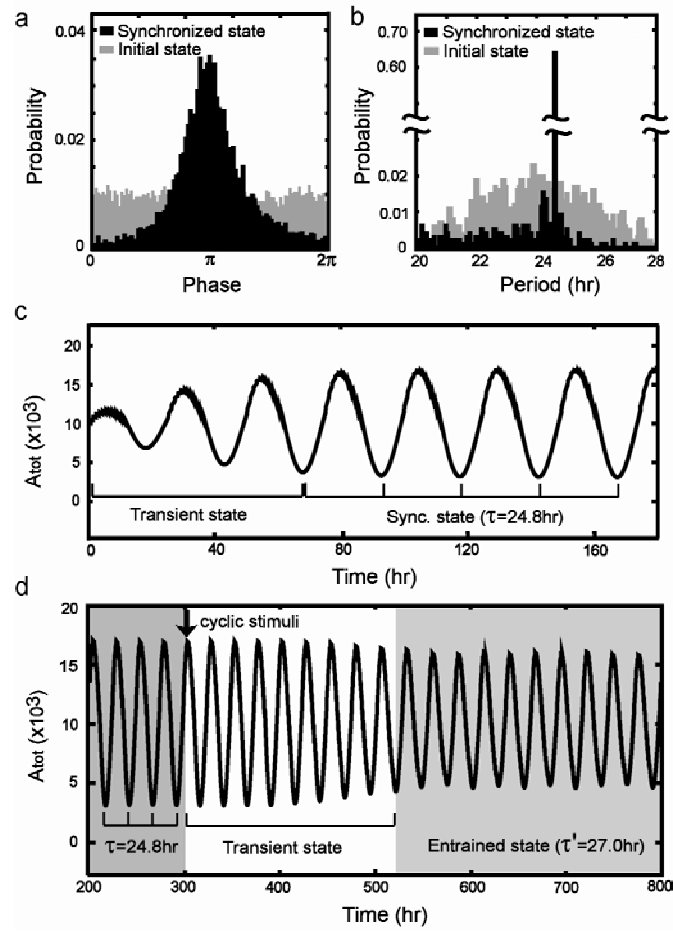 a
0.04
Synchronized state
Initial state
0.02
0
Probability
0 π 2π
Phase
b
0.70
0.60
Synchronized state
Initial state
0.02
0.01
0.00
Probability
20 22 24 26 28
Period (hr)
c
20
15
10
5
0
Atot (x10³)
Transient state
Sync. state (τ=24.8hr)
0 40 80 120 160
Time (hr)
d
20
15
10
5
0
Atot (x10³)
cyclic stimuli
τ=24.8hr
Transient state
Entrained state (τ'=27.0hr)
200 300 400 500 600 700 800
Time (hr)